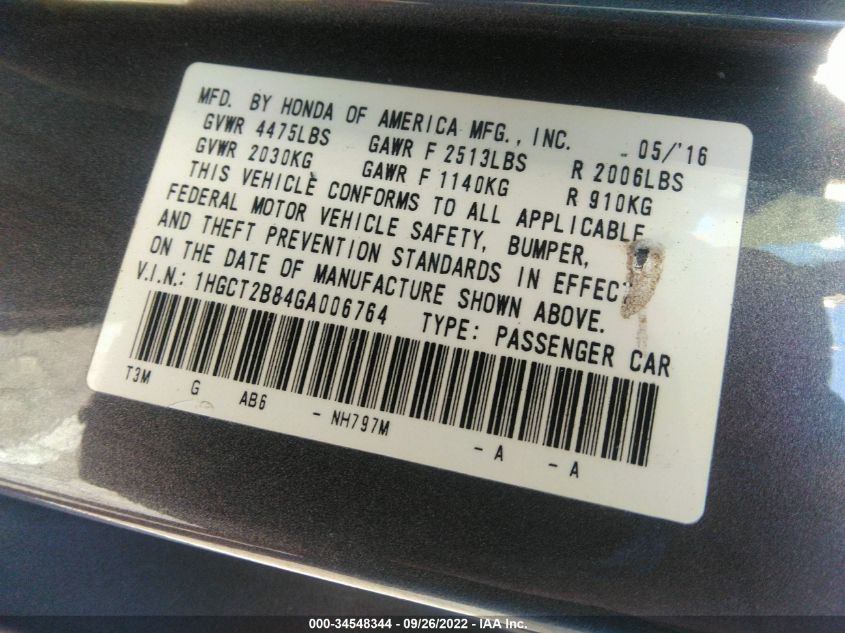 MFD. BY HONDA OF AMERICA MFG., INC. 05/'16
GVWR 4475LBS GAWR F 2513LBS R 2006LBS
GVWR 2030KG GAWR F 1140KG R 910KG
THIS VEHICLE CONFORMS TO ALL APPLICABLE
FEDERAL MOTOR VEHICLE SAFETY, BUMPER,
AND THEFT PREVENTION STANDARDS IN EFFECT
ON THE DATE OF MANUFACTURE SHOWN ABOVE.
V.I.N.: 1HGCT2B84GA006764 TYPE: PASSENGER CAR
T3M G AB6 - NH797M - A - A
000-34548344 - 09/26/2022 - IAA Inc.